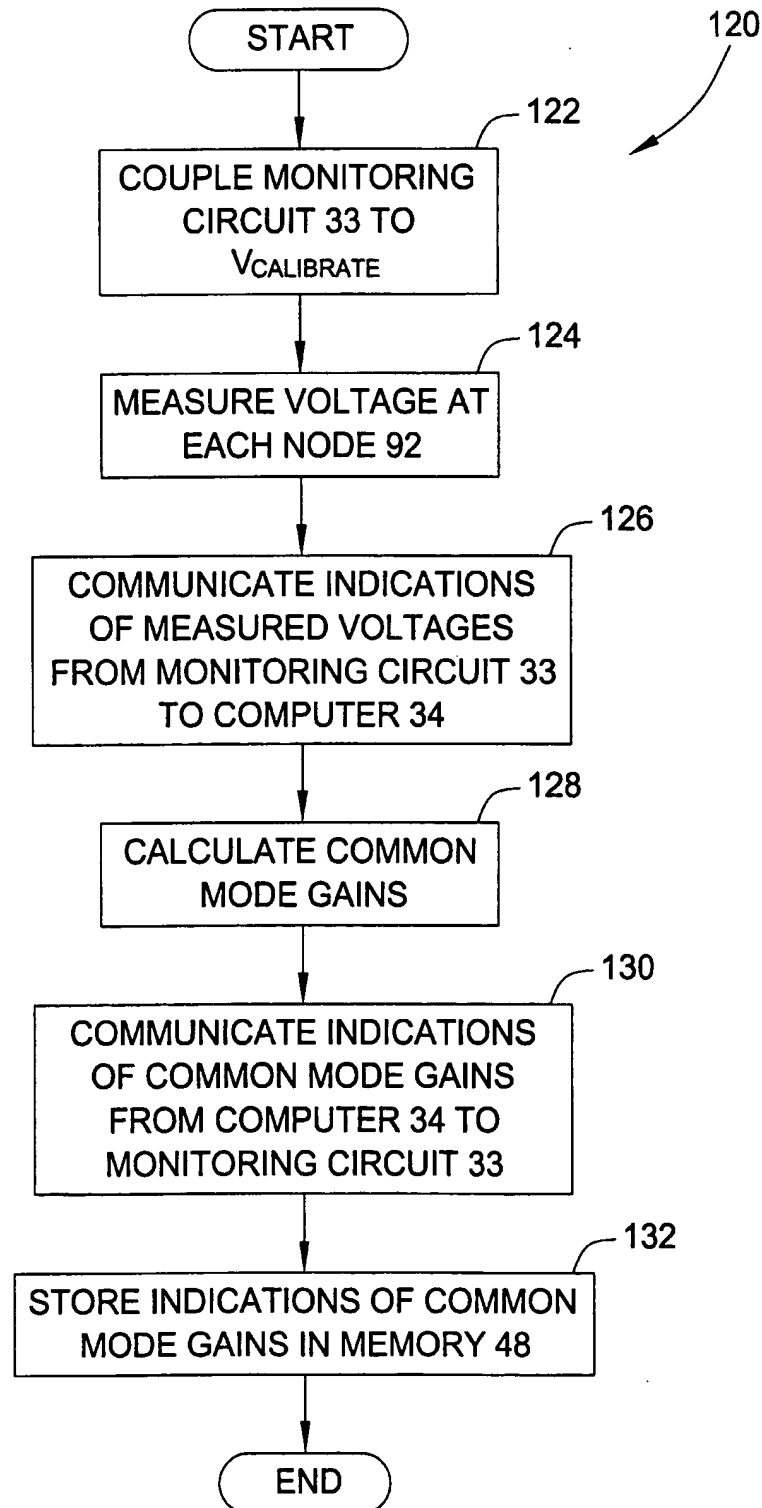 START
120
122
COUPLE MONITORING
CIRCUIT 33 TO
VCALIBRATE
124
MEASURE VOLTAGE AT
EACH NODE 92
126
COMMUNICATE INDICATIONS
OF MEASURED VOLTAGES
FROM MONITORING CIRCUIT 33
TO COMPUTER 34
128
CALCULATE COMMON
MODE GAINS
130
COMMUNICATE INDICATIONS
OF COMMON MODE GAINS
FROM COMPUTER 34 TO
MONITORING CIRCUIT 33
132
STORE INDICATIONS OF COMMON
MODE GAINS IN MEMORY 48
END